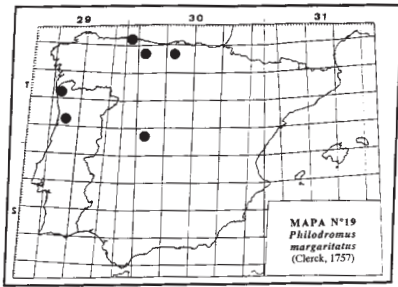 29 30 31
T
S
MAPA N°19
Philodromus
margaritatus
(Clerck, 1757)